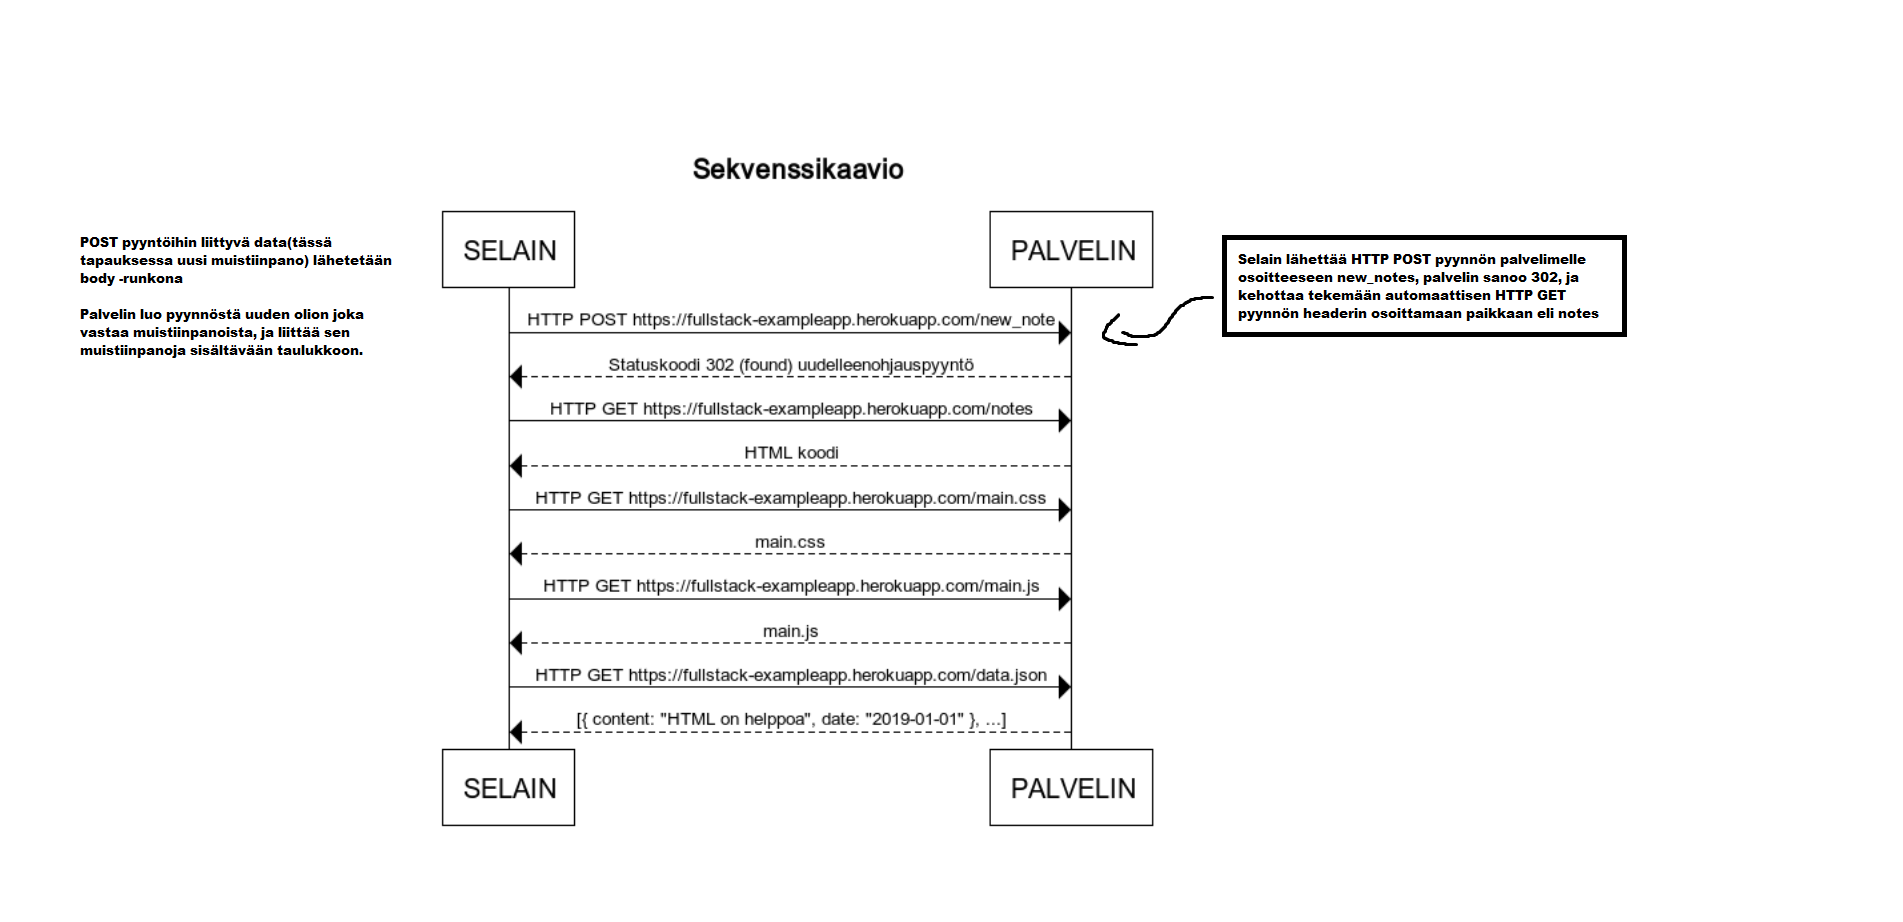 Sekvenssikaavio
POST pyyntöihin liittyvä data(tässä
tapauksessa uusi muistiinpano) lähetetään
body -runkona
Palvelin luo pyynnöstä uuden olion joka
vastaa muistiinpanoista, ja liittää sen
muistiinpanoja sisältävään taulukkoon.
SELAIN
PALVELIN
Selain lähettää HTTP POST pyynnön palvelimelle
osoitteeseen new_notes, palvelin sanoo 302, ja
kehottaa tekemään automaattisen HTTP GET
pyynnön headerin osoittamaan paikkaan eli notes
HTTP POST https://fullstack-exampleapp.herokuapp.com/new_note
Statuskoodi 302 (found) uudelleenohjauspyyntö
HTTP GET https://fullstack-exampleapp.herokuapp.com/notes
HTML koodi
HTTP GET https://fullstack-exampleapp.herokuapp.com/main.css
main.css
HTTP GET https://fullstack-exampleapp.herokuapp.com/main.js
main.js
HTTP GET https://fullstack-exampleapp.herokuapp.com/data.json
[{ content: "HTML on helppoa", date: "2019-01-01" }, ...]
SELAIN
PALVELIN